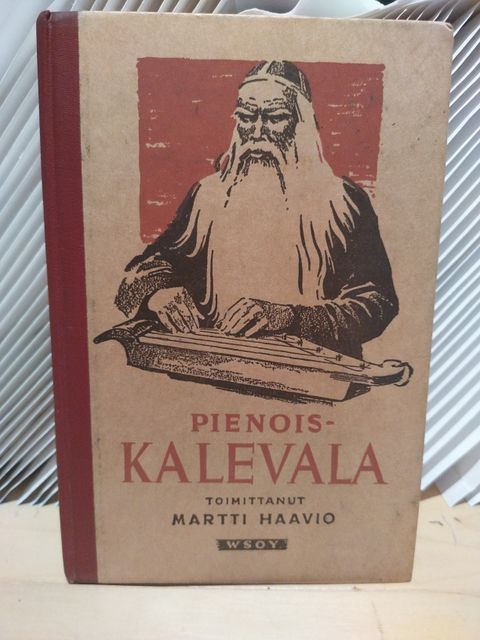 PIENOIS-
KALEVALA
TOIMITTANUT
MARTTI HAAVIO
WSOY